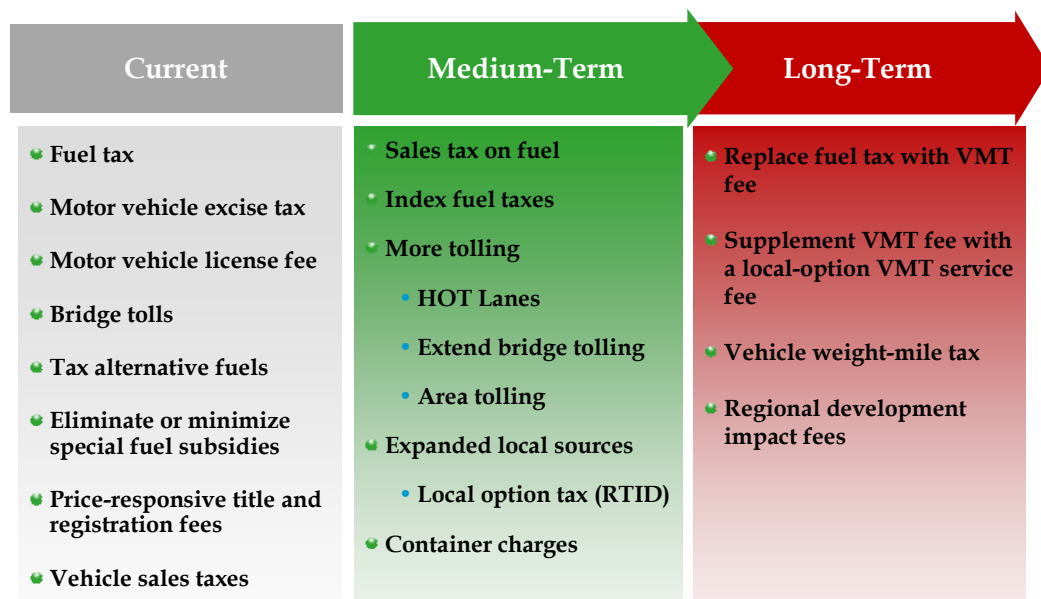 Current
Fuel tax
Motor vehicle excise tax
Motor vehicle license fee
Bridge tolls
Tax alternative fuels
Eliminate or minimize
special fuel subsidies
Price-responsive title and
registration fees
Vehicle sales taxes
Medium-Term
Sales tax on fuel
Index fuel taxes
More tolling
HOT Lanes
Extend bridge tolling
Area tolling
Expanded local sources
Local option tax (RTID)
Container charges
Long-Term
Replace fuel tax with VMT
fee
Supplement VMT fee with
a local-option VMT service
fee
Vehicle weight-mile tax
Regional development
impact fees